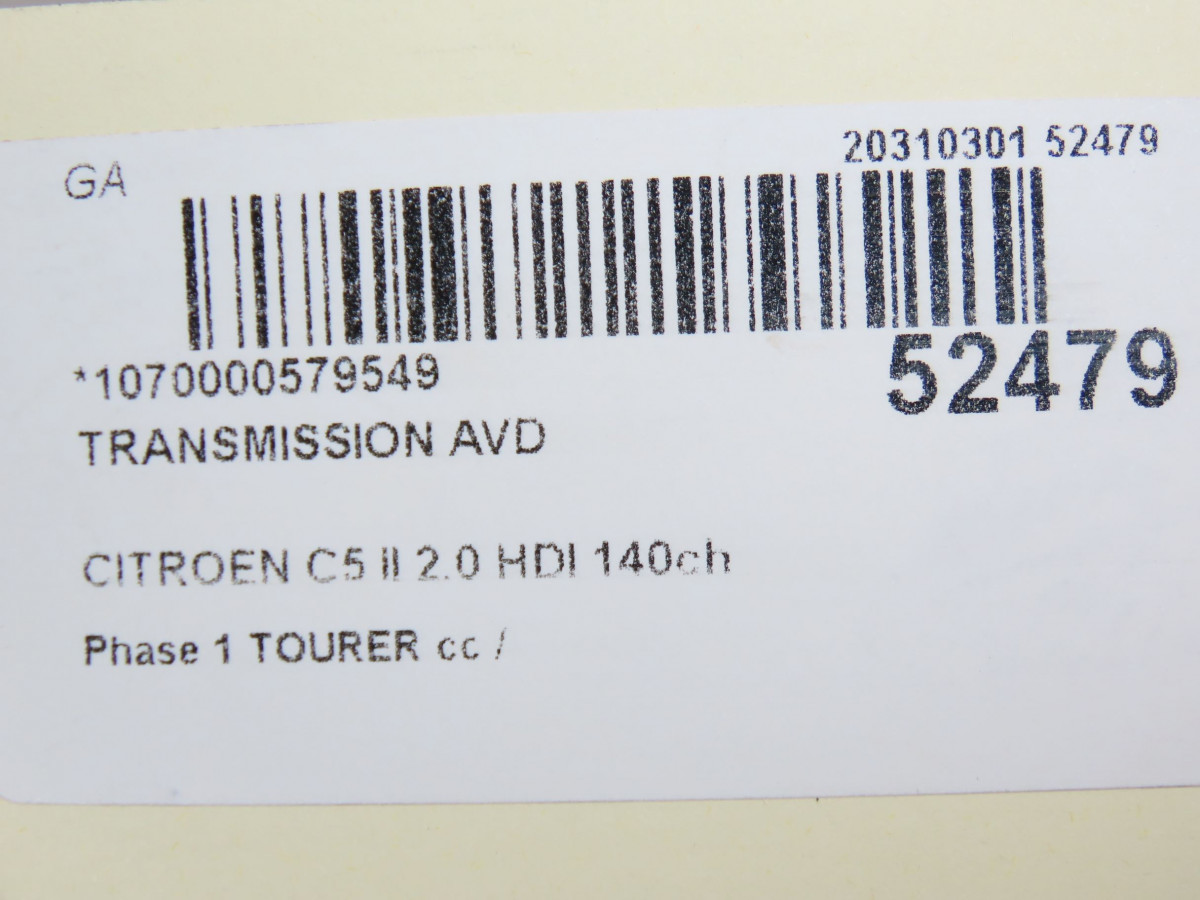 GA
20310301 52479
*1070000579549
52479
TRANSMISSION AVD
CITROEN C5 II 2.0 HDI 140ch
Phase 1 TOURER cc /